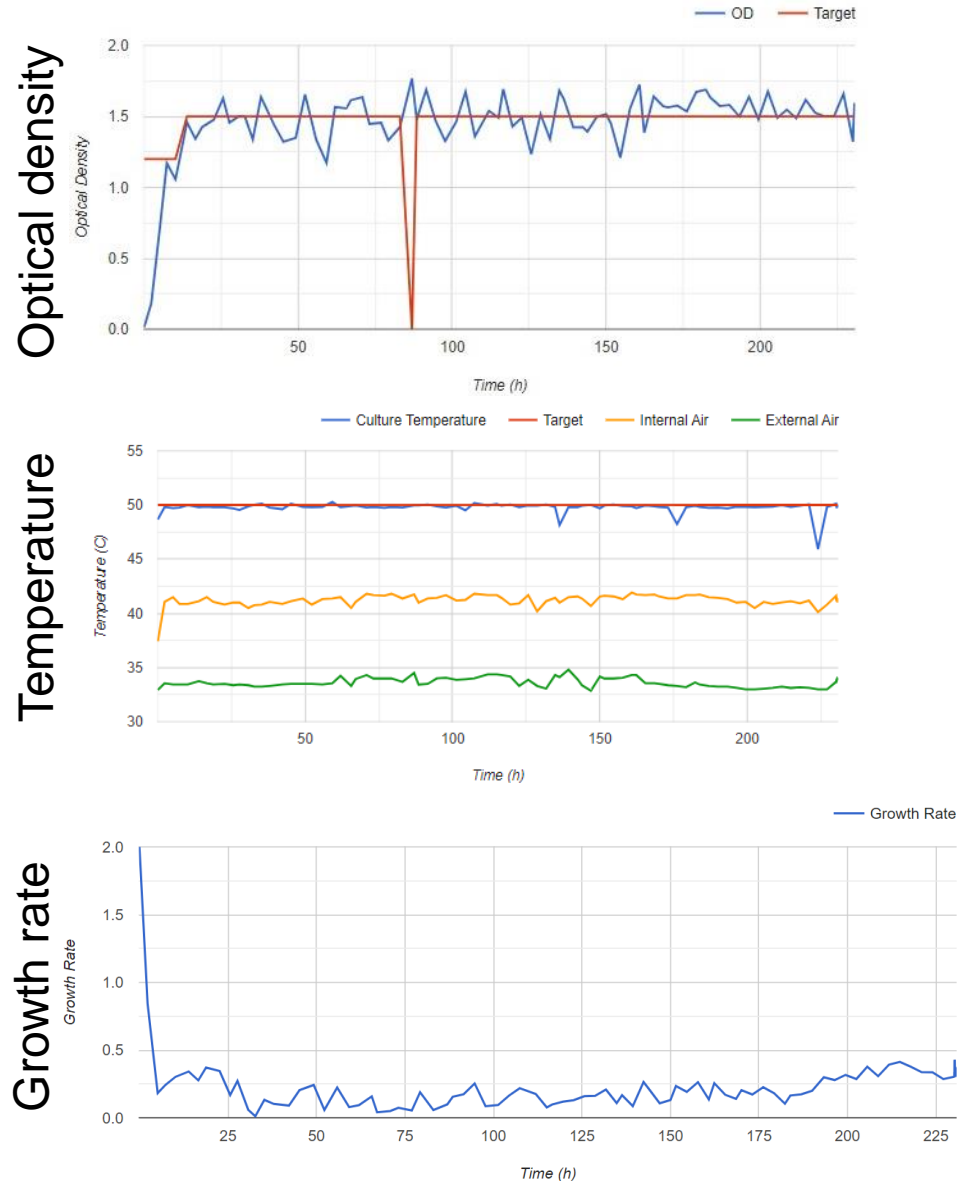 OD Target
Optical density
Optical Density
2.0
1.5
1.0
0.5
0.0
50 100 150 200
Time (h)
Culture Temperature Target Internal Air External Air
Temperature
Temperature (C)
55
50
45
40
35
30
50 100 150 200
Time (h)
Growth Rate
Growth rate
Growth Rate
2.0
1.5
1.0
0.5
0.0
25 50 75 100 125 150 175 200 225
Time (h)